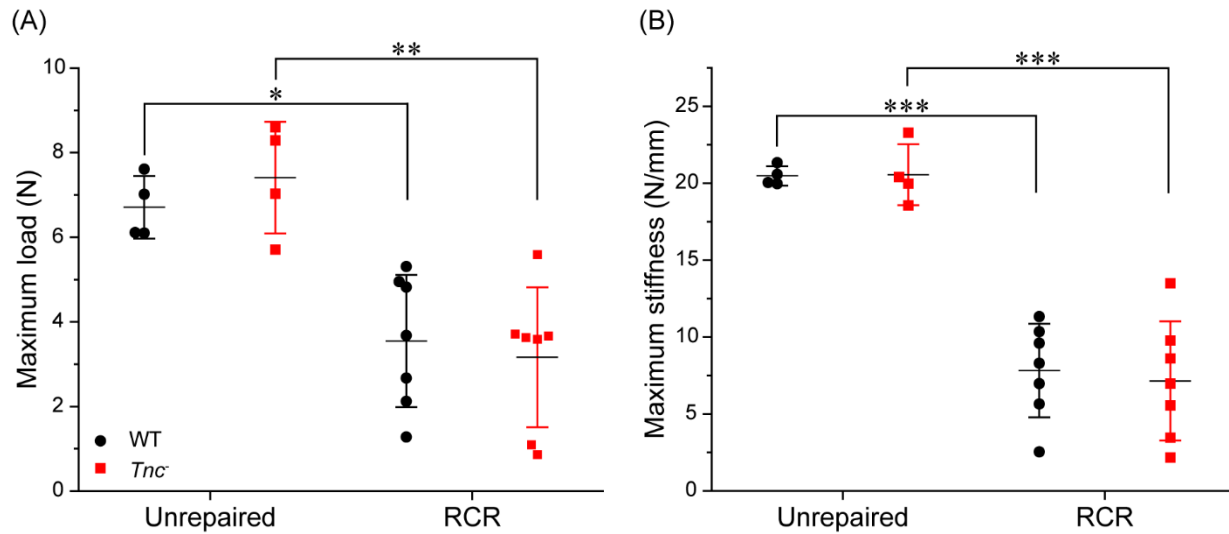 (A)
**
*
10
8
6
4
2
0
Maximum load (N)
WT
Tnc-
Unrepaired
RCR
(B)
***
***
25
20
15
10
5
0
Maximum stiffness (N/mm)
Unrepaired
RCR